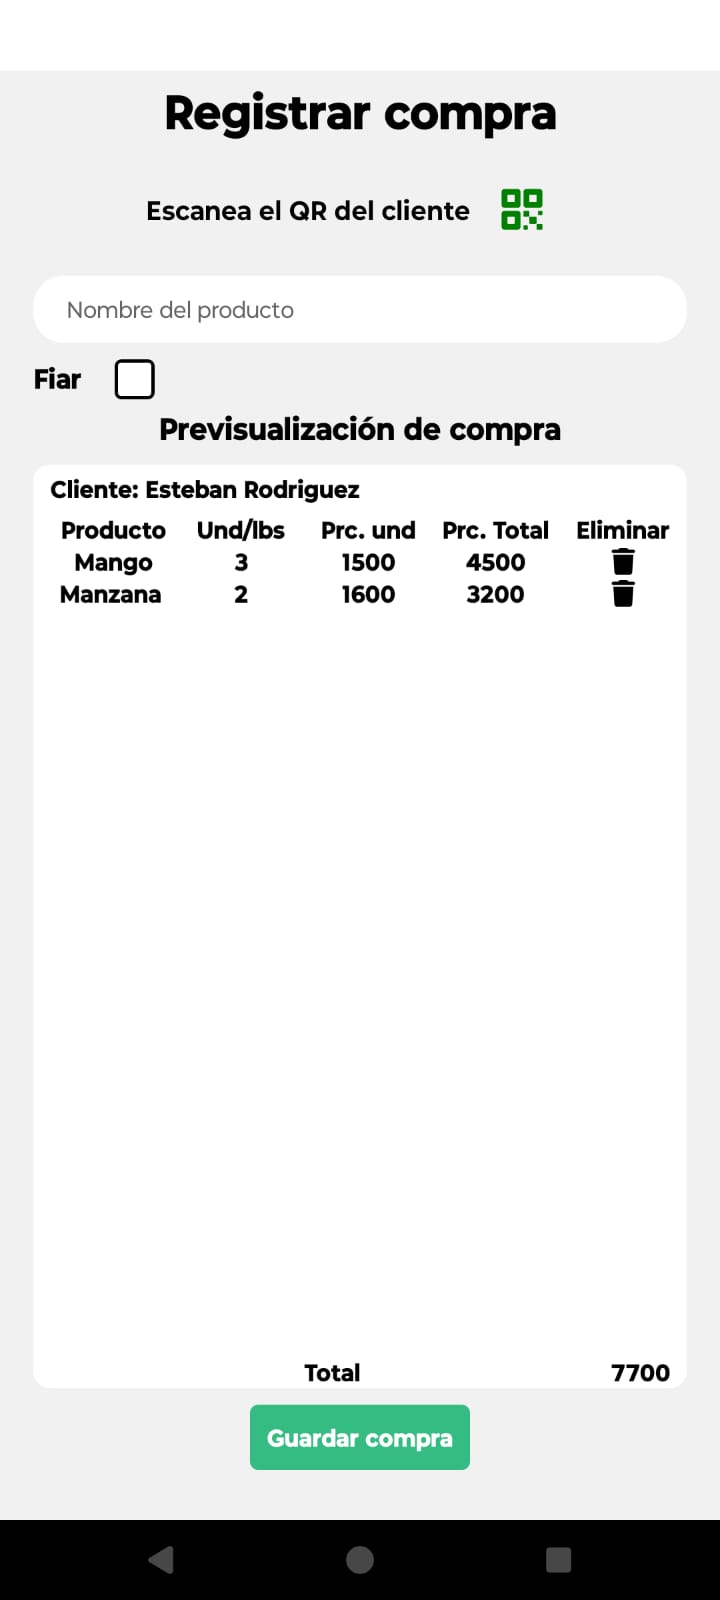 Registrar compra
Escanea el QR del cliente
Nombre del producto
Fiar
Previsualización de compra
Cliente: Esteban Rodriguez
Producto Und/lbs Prc. und Prc. Total Eliminar
Mango 3 1500 4500
Manzana 2 1600 3200
Total 7700
Guardar compra